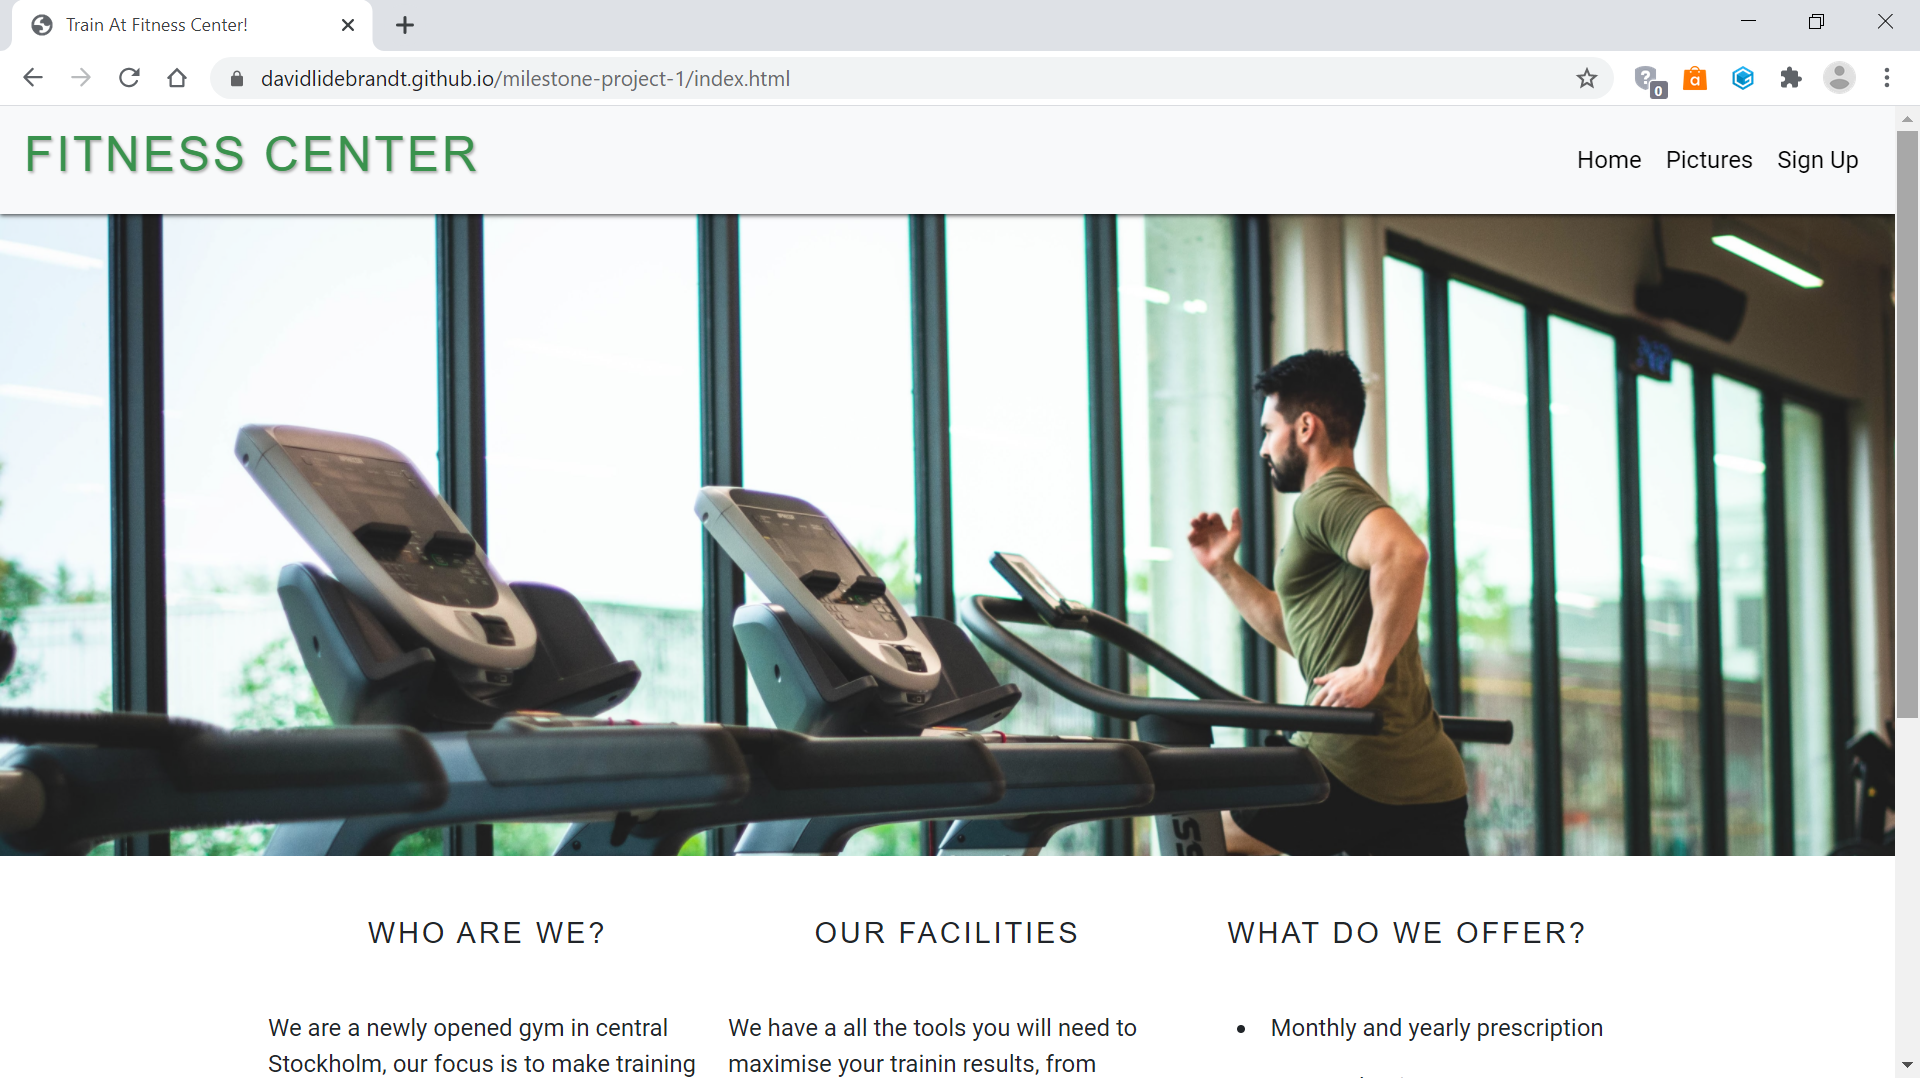 Train At Fitness Center!
davidlidebrandt.github.io/milestone-project-1/index.html
0
FITNESS CENTER
Home Pictures Sign Up
WHO ARE WE?
OUR FACILITIES
WHAT DO WE OFFER?
We are a newly opened gym in central
Stockholm, our focus is to make training
We have a all the tools you will need to
maximise your trainin results, from
• Monthly and yearly prescription